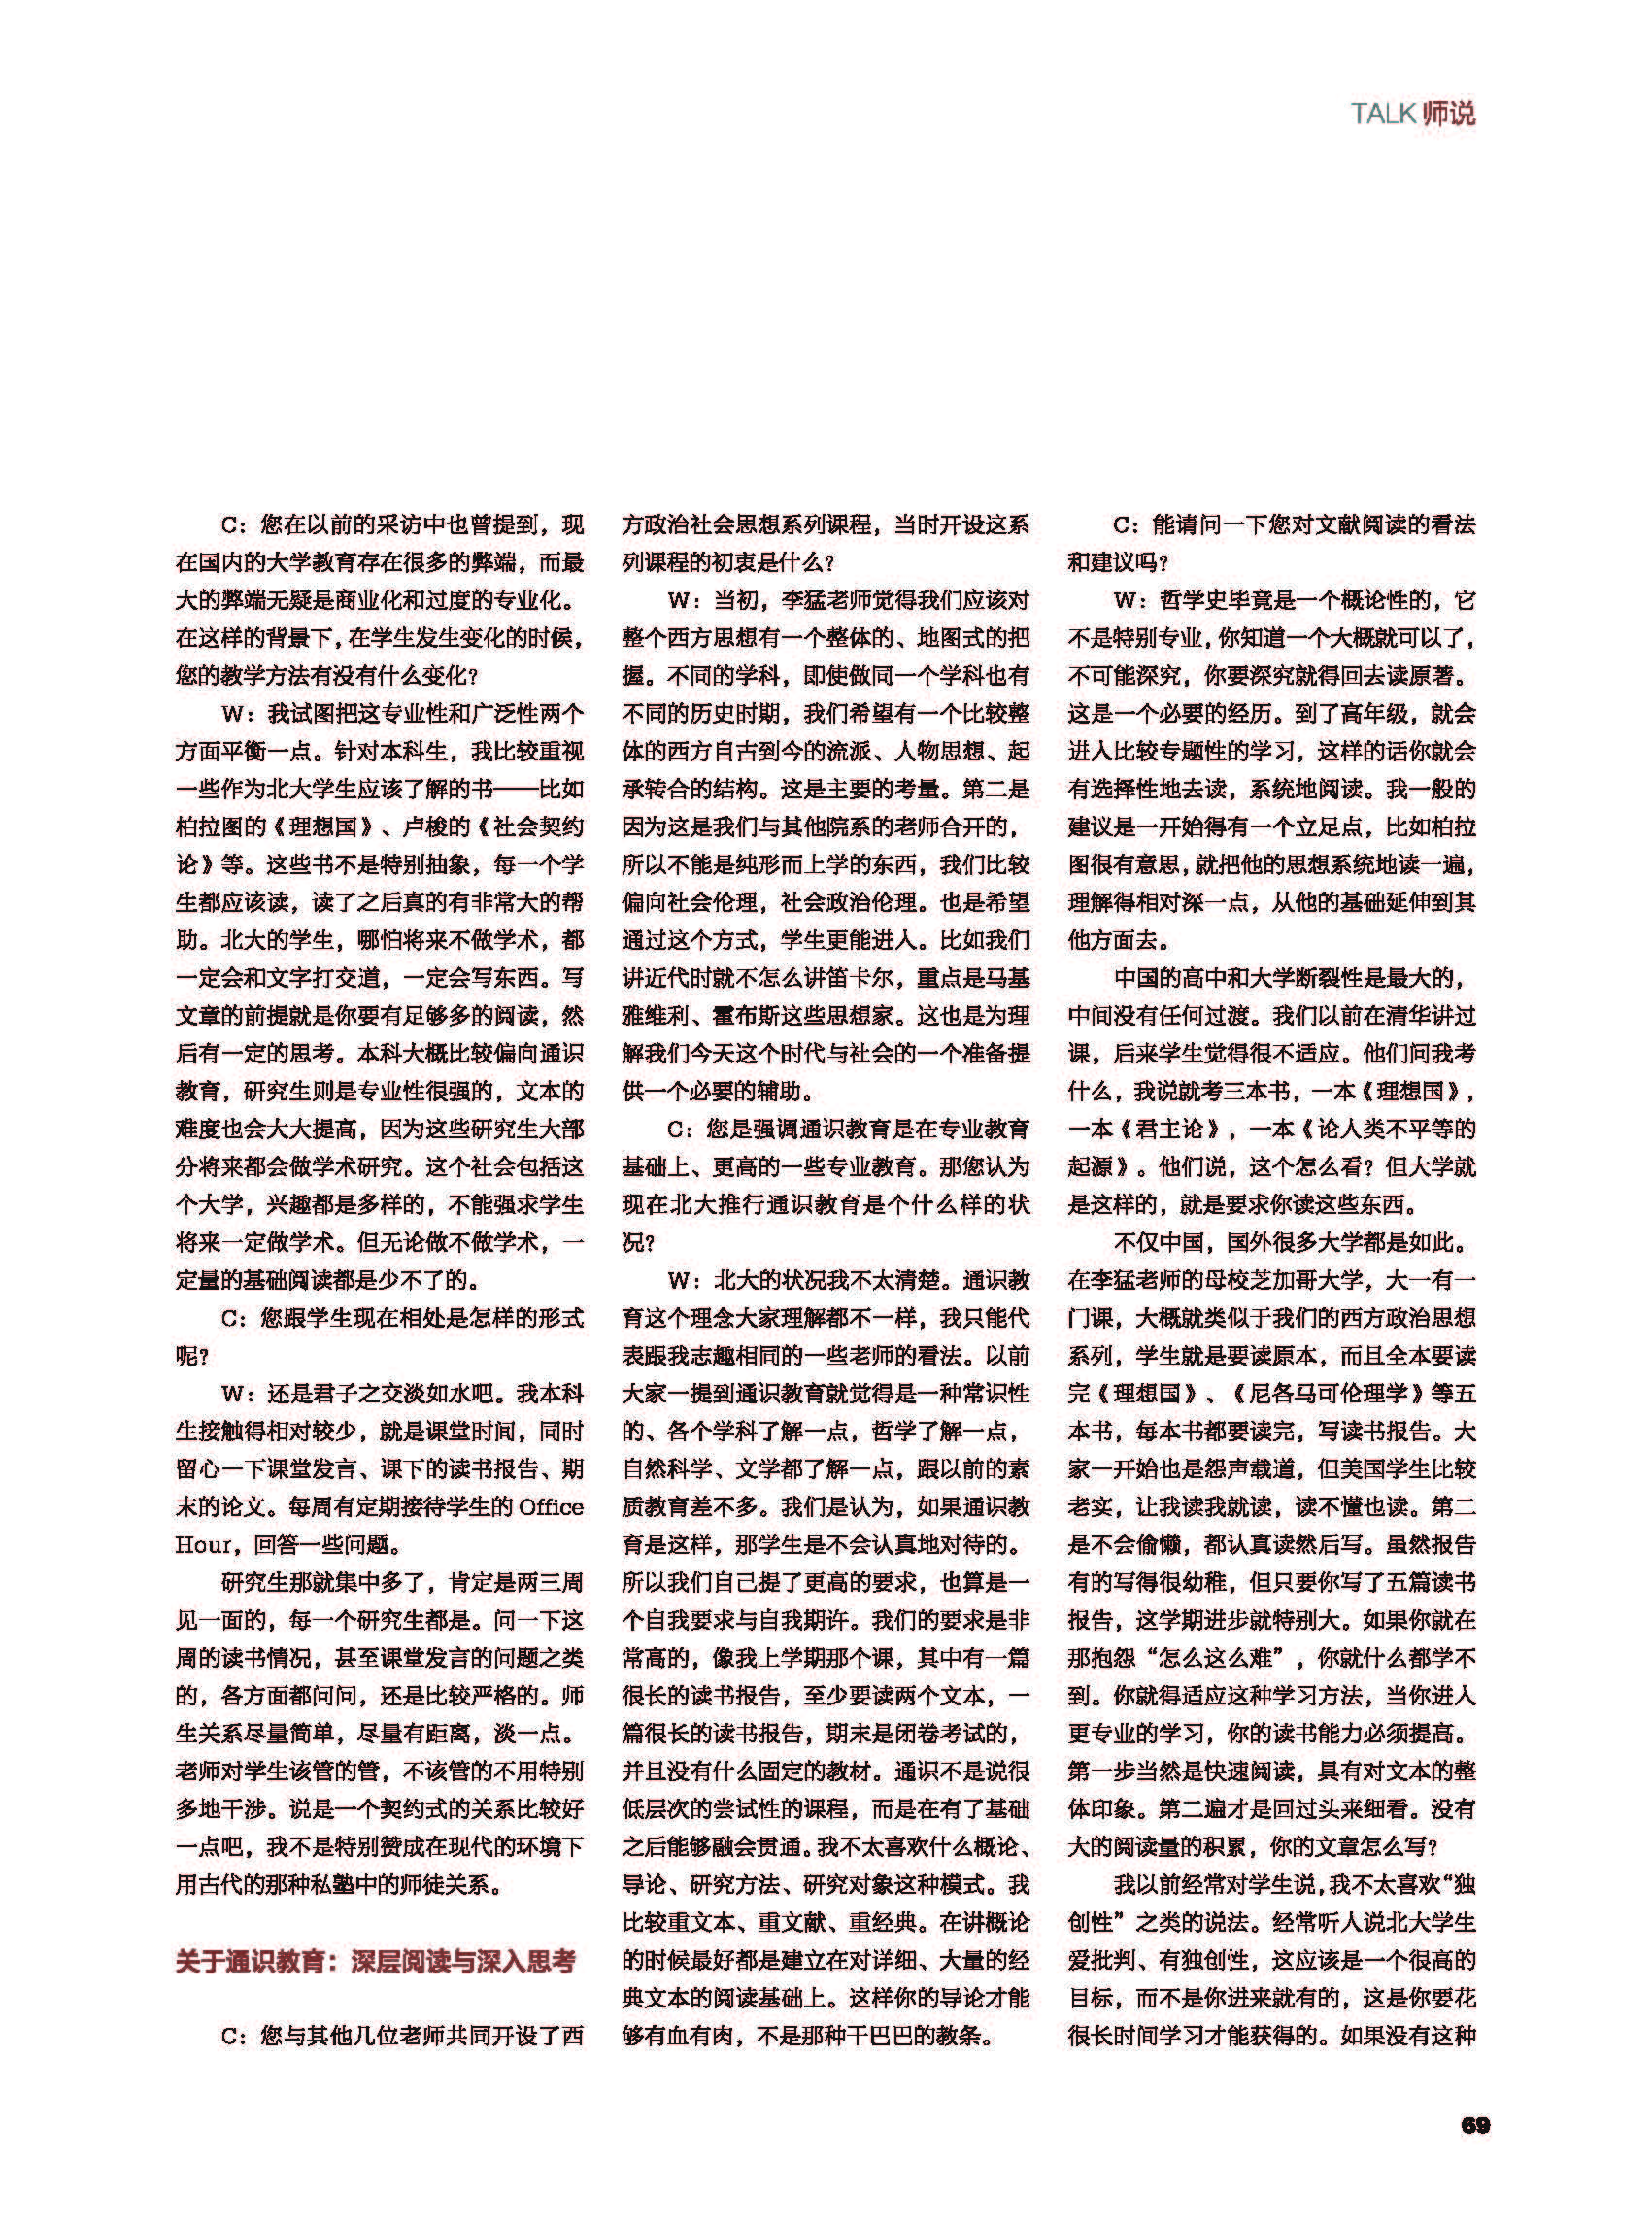 TALK 师说
C：您在以前的采访中也曾提到，现
在国内的大学教育存在很多的弊端，而最
大的弊端无疑是商业化和过度的专业化。
在这样的背景下，在学生发生变化的时候，
您的教学方法有没有什么变化？
W：我试图把这专业性和广泛性两个
方面平衡一点。针对本科生，我比较重视
一些作为北大学生应该了解的书——比如
柏拉图的《理想国》、卢梭的《社会契约
论》等。这些书不是特别抽象，每一个学
生都应该读，读了之后真的有非常大的帮
助。北大的学生，哪怕将来不做学术，都
一定会和文字打交道，一定会写东西。写
文章的前提就是你要有足够多的阅读，然
后有一定的思考。本科大概比较偏向通识
教育，研究生则是专业性很强的，文本的
难度也会大大提高，因为这些研究生大部
分将来都会做学术研究。这个社会包括这
个大学，兴趣都是多样的，不能强求学生
将来一定做学术。但无论做不做学术，一
定量的基础阅读都是少不了的。
C：您跟学生现在相处是怎样的形式
呢？
W：还是君子之交淡如水吧。我本科
生接触得相对较少，就是课堂时间，同时
留心一下课堂发言、课下的读书报告、期
末的论文。每周有定期接待学生的 Office
Hour，回答一些问题。
研究生那就集中多了，肯定是两三周
见一面的，每一个研究生都是。问一下这
周的读书情况，甚至课堂发言的问题之类
的，各方面都问问，还是比较严格的。师
生关系尽量简单，尽量有距离，淡一点。
老师对学生该管的管，不该管的不用特别
多地干涉。说是一个契约式的关系比较好
一点吧，我不是特别赞成在现代的环境下
用古代的那种私塾中的师徒关系。
关于通识教育：深层阅读与深入思考
C：您与其他几位老师共同开设了西
方政治社会思想系列课程，当时开设这系
列课程的初衷是什么？
W：当初，李猛老师觉得我们应该对
整个西方思想有一个整体的、地图式的把
握。不同的学科，即使做同一个学科也有
不同的历史时期，我们希望有一个比较整
体的西方自古到今的流派、人物思想、起
承转合的结构。这是主要的考量。第二是
因为这是我们与其他院系的老师合开的，
所以不能是纯形而上学的东西，我们比较
偏向社会伦理，社会政治伦理。也是希望
通过这个方式，学生更能进入。比如我们
讲近代时就不怎么讲笛卡尔，重点是马基
雅维利、霍布斯这些思想家。这也是为理
解我们今天这个时代与社会的一个准备提
供一个必要的辅助。
C：您是强调通识教育是在专业教育
基础上、更高的一些专业教育。那您认为
现在北大推行通识教育是个什么样的状
况？
W：北大的状况我不太清楚。通识教
育这个理念大家理解都不一样，我只能代
表跟我志趣相同的一些老师的看法。以前
大家一提到通识教育就觉得是一种常识性
的、各个学科了解一点，哲学了解一点，
自然科学、文学都了解一点，跟以前的素
质教育差不多。我们是认为，如果通识教
育是这样，那学生是不会认真地对待的。
所以我们自己提了更高的要求，也算是一
个自我要求与自我期许。我们的要求是非
常高的，像我上学期那个课，其中有一篇
很长的读书报告，至少要读两个文本，一
篇很长的读书报告，期末是闭卷考试的，
并且没有什么固定的教材。通识不是说很
低层次的尝试性的课程，而是在有了基础
之后能够融会贯通。我不太喜欢什么概论、
导论、研究方法、研究对象这种模式。我
比较重文本、重文献、重经典。在讲概论
的时候最好都是建立在对详细、大量的经
典文本的阅读基础上。这样你的导论才能
够有血有肉，不是那种干巴巴的教条。
C：能请问一下您对文献阅读的看法
和建议吗？
W：哲学史毕竟是一个概论性的，它
不是特别专业，你知道一个大概就可以了，
不可能深究，你要深究就得回去读原著。
这是一个必要的经历。到了高年级，就会
进入比较专题性的学习，这样的话你就会
有选择性地去读，系统地阅读。我一般的
建议是一开始得有一个立足点，比如柏拉
图很有意思，就把他的思想系统地读一遍，
理解得相对深一点，从他的基础延伸到其
他方面去。
中国的高中和大学断裂性是最大的，
中间没有任何过渡。我们以前在清华讲过
课，后来学生觉得很不适应。他们问我考
什么，我说就考三本书，一本《理想国》，
一本《君主论》，一本《论人类不平等的
起源》。他们说，这个怎么看？但大学就
是这样的，就是要求你读这些东西。
不仅中国，国外很多大学都是如此。
在李猛老师的母校芝加哥大学，大一有一
门课，大概就类似于我们的西方政治思想
系列，学生就是要读原本，而且全本要读
完《理想国》、《尼各马可伦理学》等五
本书，每本书都要读完，写读书报告。大
家一开始也是怨声载道，但美国学生比较
老实，让我读我就读，读不懂也读。第二
是不会偷懒，都认真读然后写。虽然报告
有的写得很幼稚，但只要你写了五篇读书
报告，这学期进步就特别大。如果你就在
那抱怨“怎么这么难”，你就什么都学不
到。你就得适应这种学习方法，当你进入
更专业的学习，你的读书能力必须提高。
第一步当然是快速阅读，具有对文本的整
体印象。第二遍才是回过头来细看。没有
大的阅读量的积累，你的文章怎么写？
我以前经常对学生说，我不太喜欢“独
创性”之类的说法。经常听人说北大学生
爱批判、有独创性，这应该是一个很高的
目标，而不是你进来就有的，这是你要花
很长时间学习才能获得的。如果没有这种
69